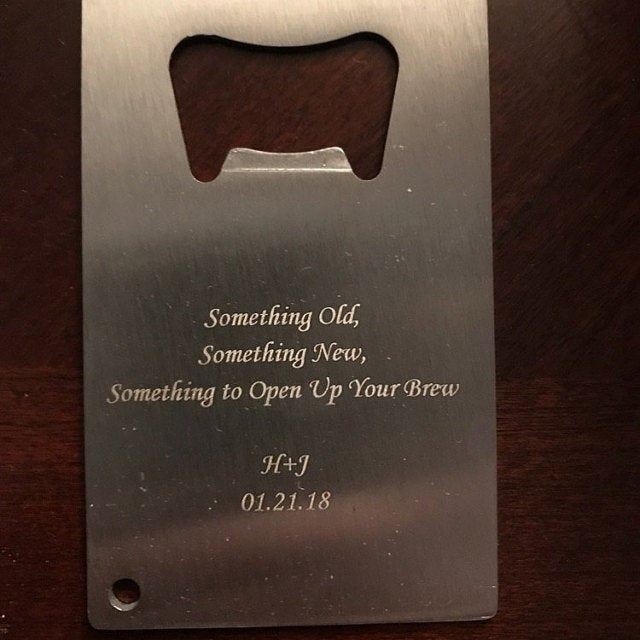 Something Old,
Something New,
Something to Open Up Your Brew
H+J
01.21.18